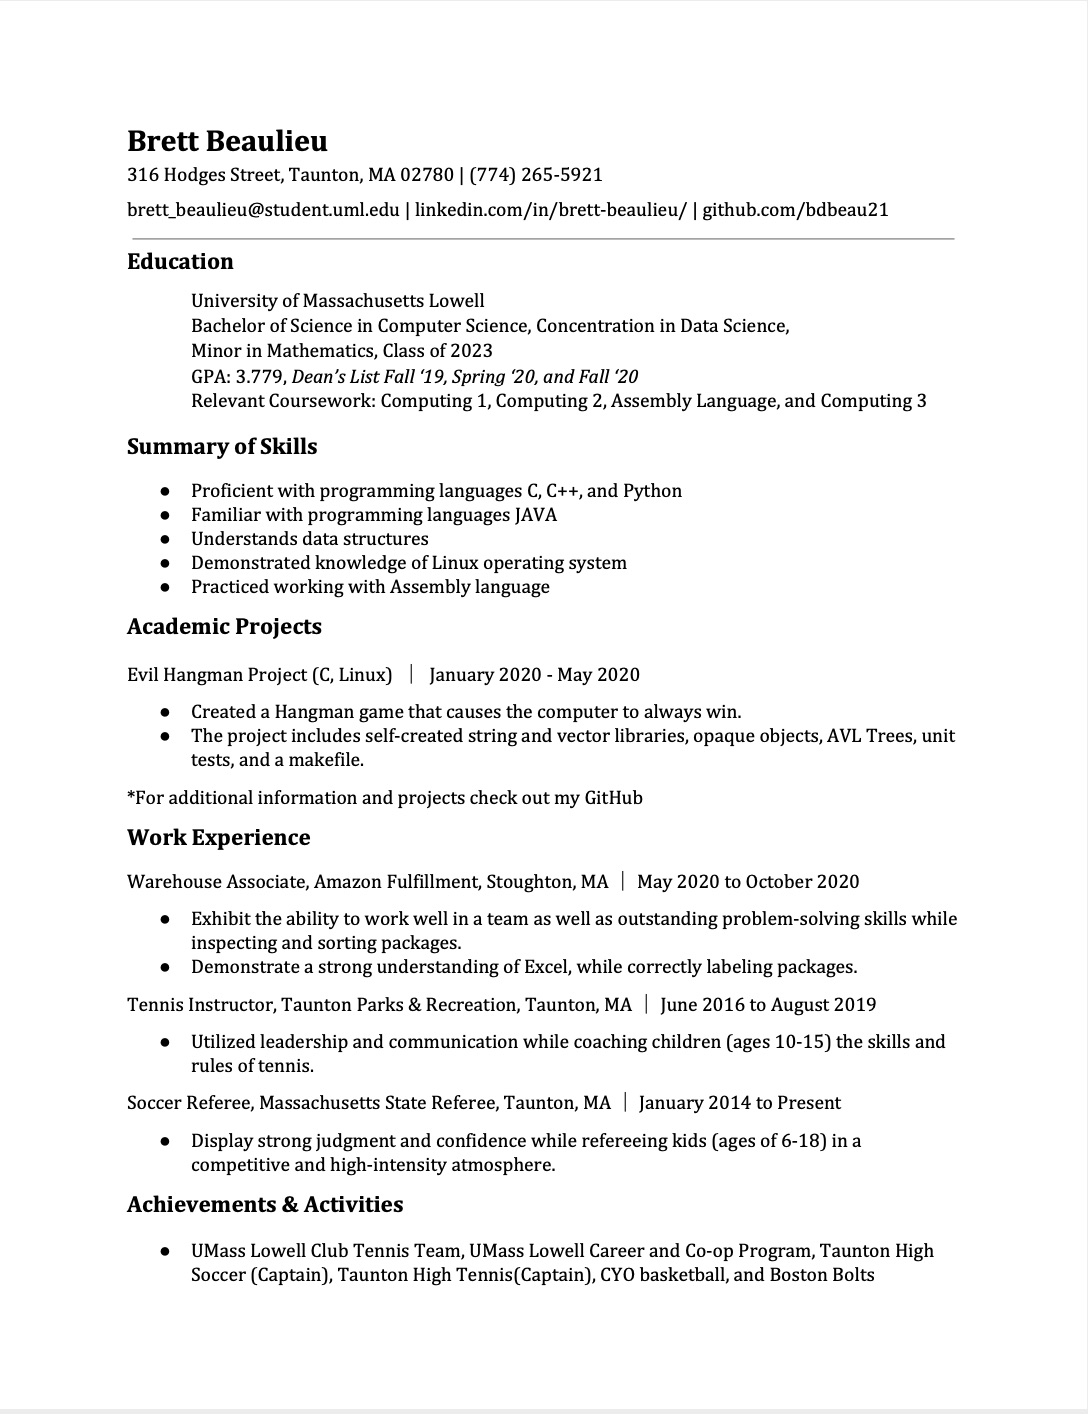 Brett Beaulieu
316 Hodges Street, Taunton, MA 02780 | (774) 265-5921
brett_beaulieu@student.uml.edu | linkedin.com/in/brett-beaulieu/ | github.com/bdbeau21
Education
University of Massachusetts Lowell
Bachelor of Science in Computer Science, Concentration in Data Science,
Minor in Mathematics, Class of 2023
GPA: 3.779, Dean’s List Fall ‘19, Spring ‘20, and Fall ‘20
Relevant Coursework: Computing 1, Computing 2, Assembly Language, and Computing 3
Summary of Skills
● Proficient with programming languages C, C++, and Python
● Familiar with programming languages JAVA
● Understands data structures
● Demonstrated knowledge of Linux operating system
● Practiced working with Assembly language
Academic Projects
Evil Hangman Project (C, Linux) | January 2020 - May 2020
● Created a Hangman game that causes the computer to always win.
● The project includes self-created string and vector libraries, opaque objects, AVL Trees, unit
tests, and a makefile.
*For additional information and projects check out my GitHub
Work Experience
Warehouse Associate, Amazon Fulfillment, Stoughton, MA | May 2020 to October 2020
● Exhibit the ability to work well in a team as well as outstanding problem-solving skills while
inspecting and sorting packages.
● Demonstrate a strong understanding of Excel, while correctly labeling packages.
Tennis Instructor, Taunton Parks & Recreation, Taunton, MA | June 2016 to August 2019
● Utilized leadership and communication while coaching children (ages 10-15) the skills and
rules of tennis.
Soccer Referee, Massachusetts State Referee, Taunton, MA | January 2014 to Present
● Display strong judgment and confidence while refereeing kids (ages of 6-18) in a
competitive and high-intensity atmosphere.
Achievements & Activities
● UMass Lowell Club Tennis Team, UMass Lowell Career and Co-op Program, Taunton High
Soccer (Captain), Taunton High Tennis(Captain), CYO basketball, and Boston Bolts